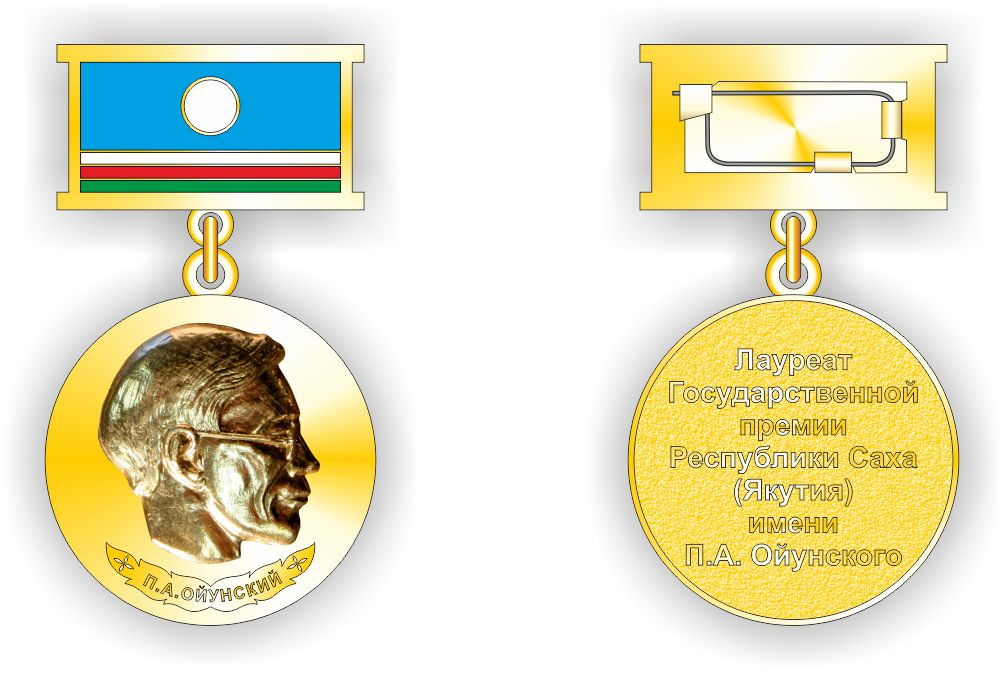 П.А.ОЙУНСКИЙ
Лауреат
Государственной
премии
Республики Саха
(Якутия)
имени
П.А. Ойунского